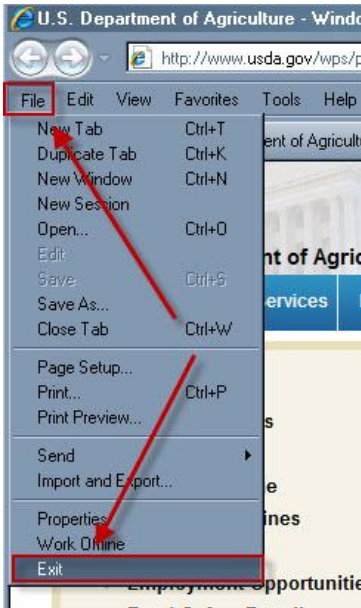 U.S. Department of Agriculture - Windo
http://www.usda.gov/wps/p
File Edit View Favorites Tools Help
New Tab Ctrl+T
ent of Agricult
Duplicate Tab Ctrl+K
New Window Ctrl+N
New Session
Open... Ctrl+O
Edit
nt of Agric
Save Ctrl+S
Save As...
ervices
Close Tab Ctrl+W
Page Setup...
Print... Ctrl+P
Print Preview...
s
Send
Import and Export...
e
Properties
ines
Work Offline
Exit
Employment Opportunitie